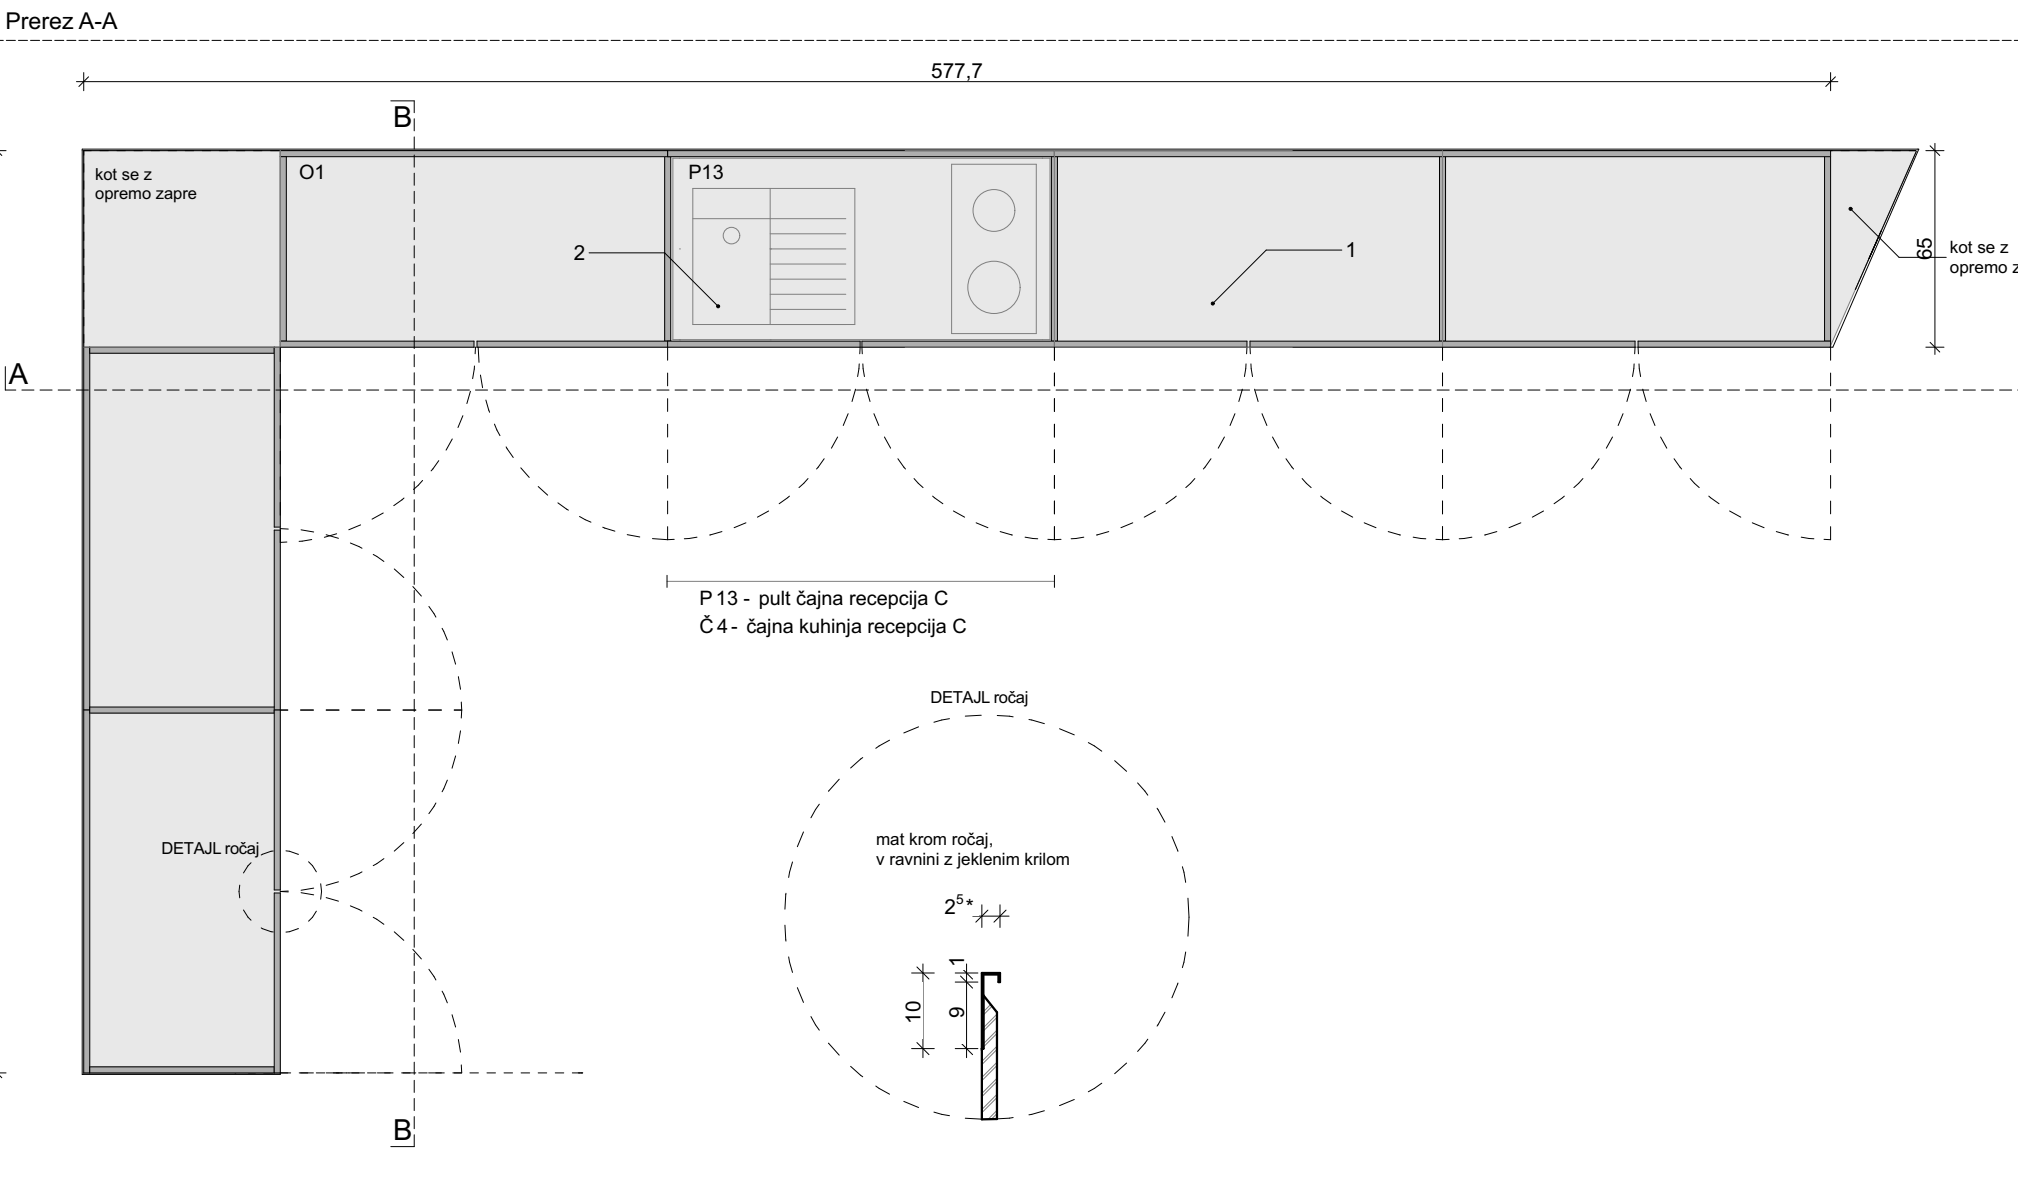 Prerez A-A
577,7
B
kot se z
opremo zapre
O1
P13
2
1
65
kot se z
opremo z
A
P 13 - pult čajna recepcija C
Č 4 - čajna kuhinja recepcija C
DETAJL ročaj
DETAJL ročaj
mat krom ročaj,
v ravnini z jeklenim krilom
2⁵*
1
10
9
B